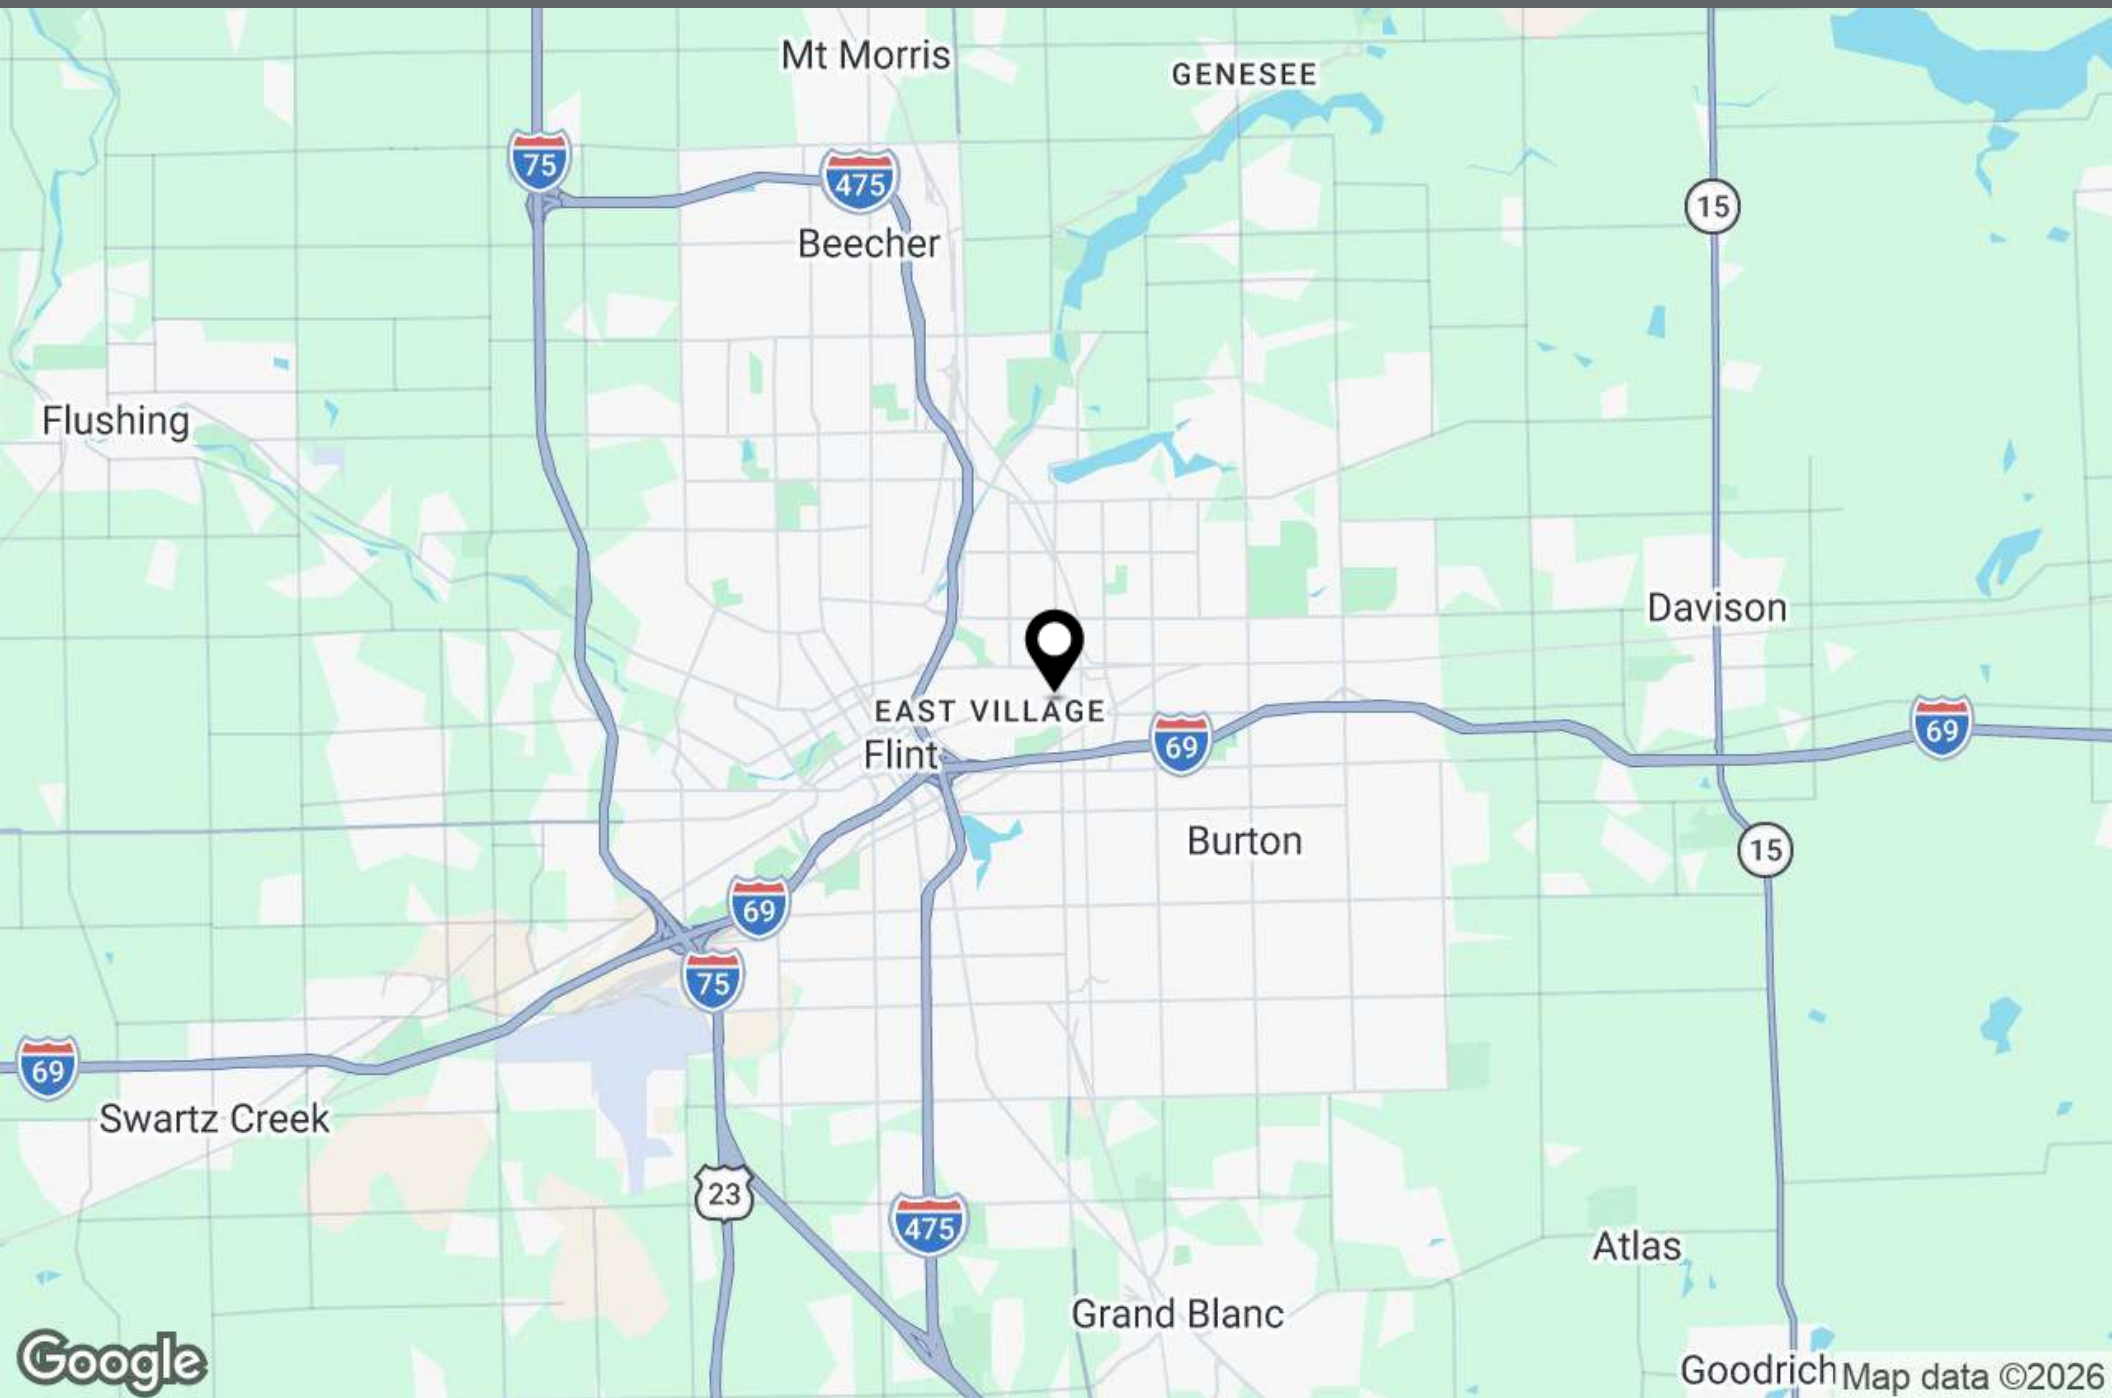 Mt Morris
GENESEE
75
475
15
Beecher
Flushing
Davison
EAST VILLAGE
Flint
69
69
Burton
15
69
75
69
Swartz Creek
23
475
Atlas
Grand Blanc
Goodrich
Google
Map data ©2026